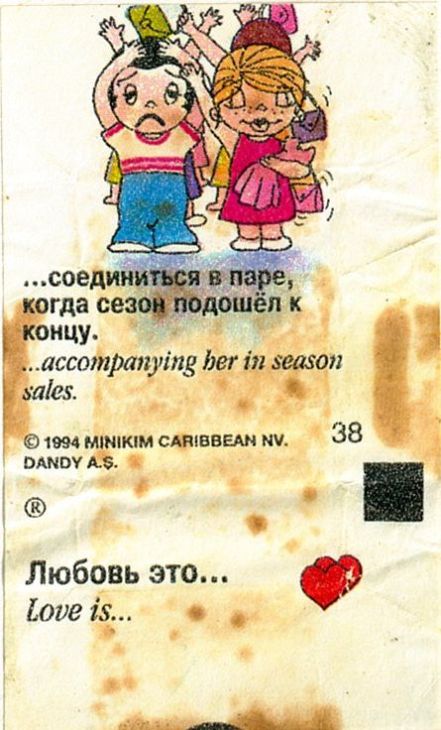 ...соединиться в паре,
когда сезон подошёл к
концу.
...accompanying her in season
sales.
© 1994 MINIKIM CARIBBEAN NV.
DANDY A.S.
38
®
Любовь это...
Love is...